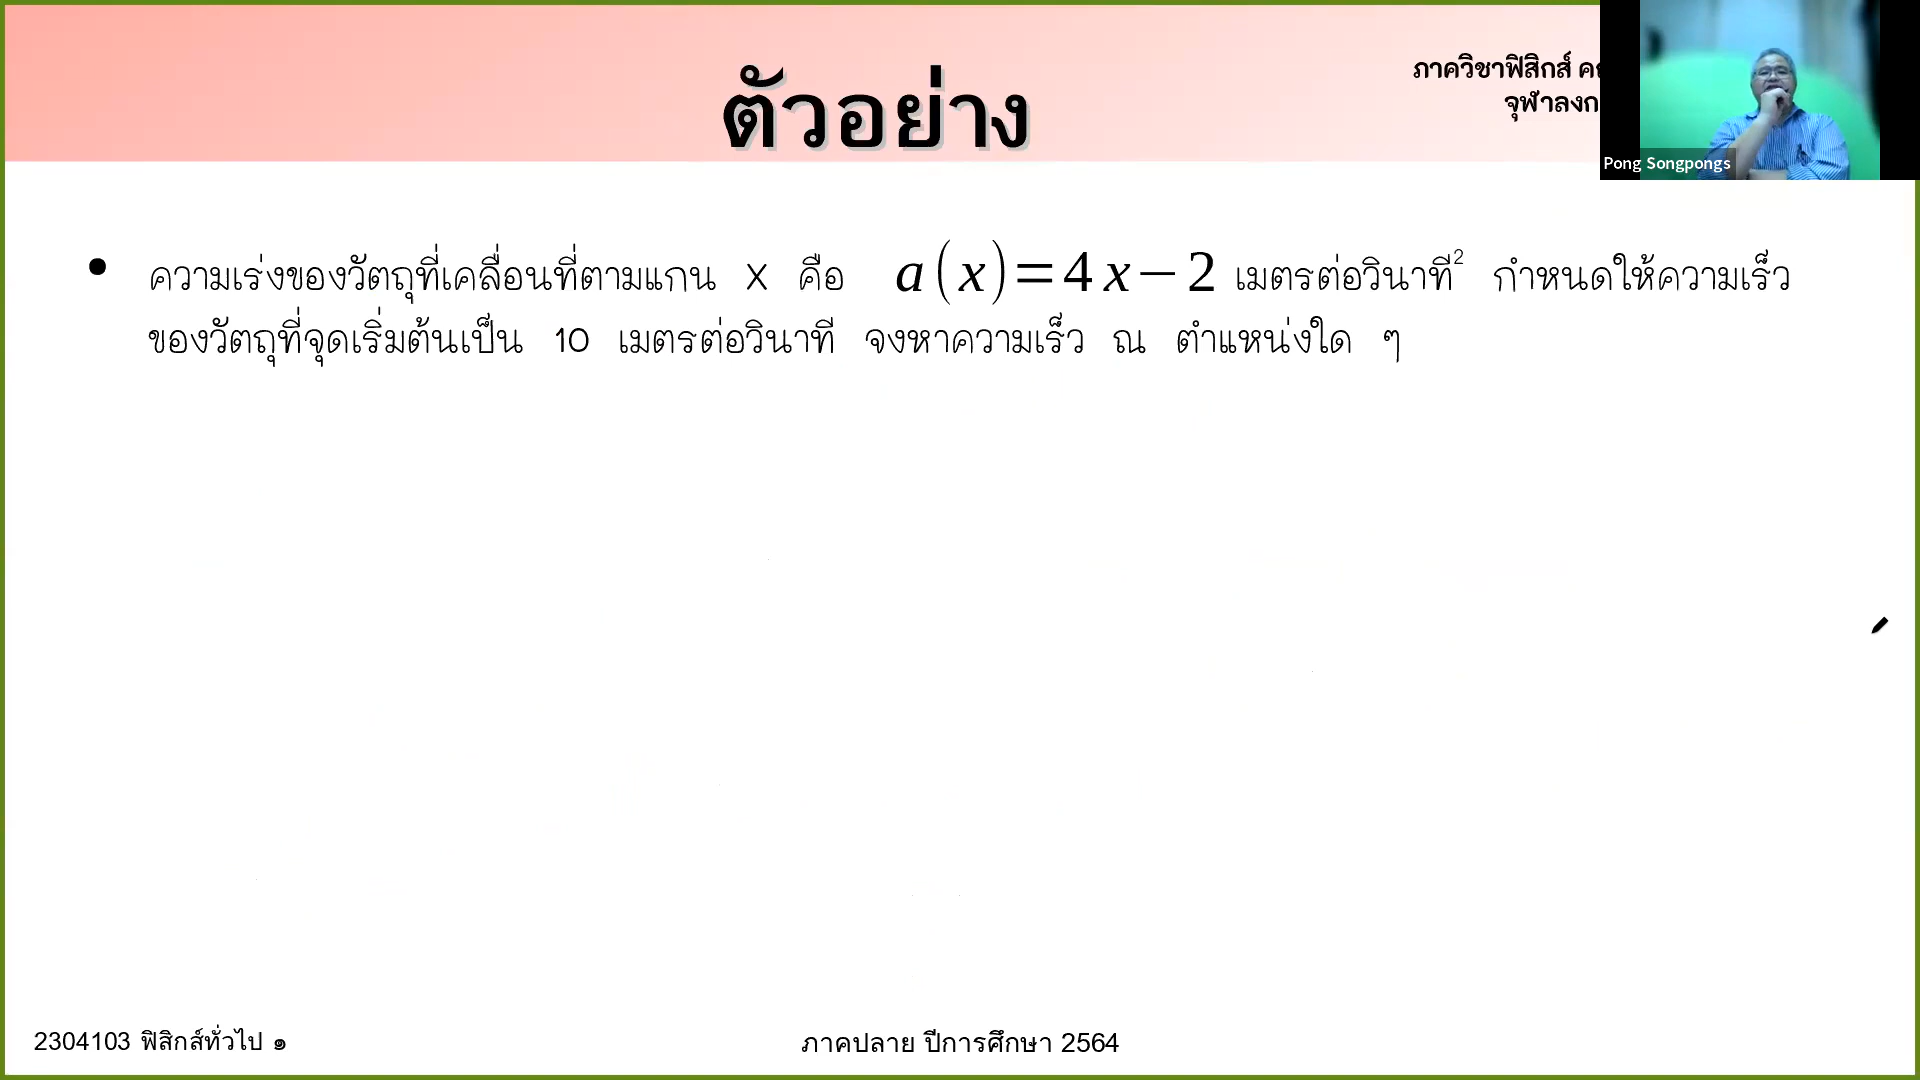 ตัวอย่าง
ภาควิชาฟิสิกส์
จุฬาลงก
Pong Songpongs
• ความเร่งของวัตถุที่เคลื่อนที่ตามแกน x คือ a(x)=4x−2 เมตรต่อวินาที² กำหนดให้ความเร็ว
ของวัตถุที่จุดเริ่มต้นเป็น 10 เมตรต่อวินาที จงหาความเร็ว ณ ตำแหน่งใด ๆ
2304103 ฟิสิกส์ทั่วไป ๑
ภาคปลาย ปีการศึกษา 2564